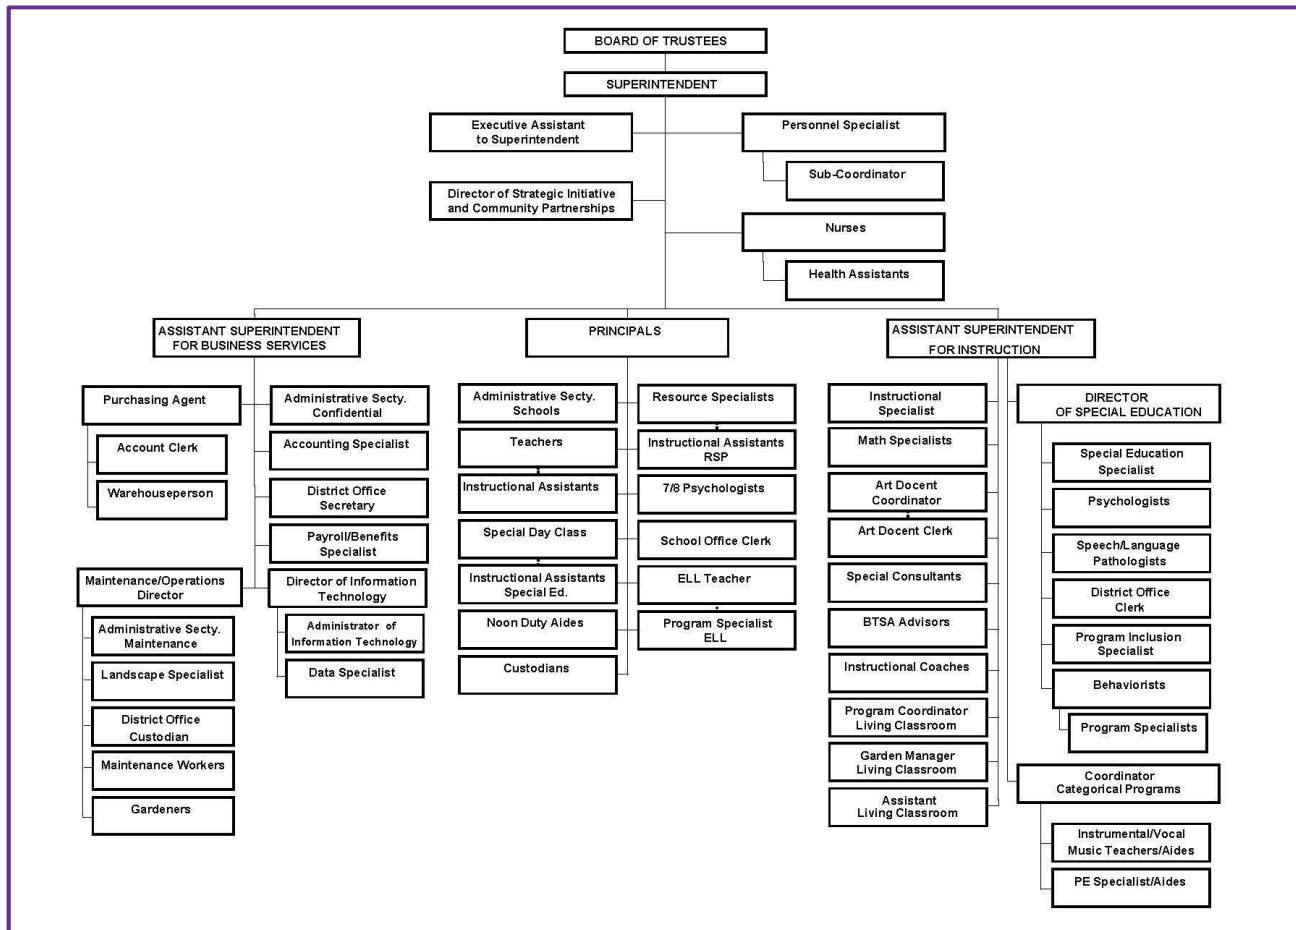 BOARD OF TRUSTEES
SUPERINTENDENT
Executive Assistant
to Superintendent
Personnel Specialist
Sub-Coordinator
Director of Strategic Initiative
and Community Partnerships
Nurses
Health Assistants
ASSISTANT SUPERINTENDENT
FOR BUSINESS SERVICES
PRINCIPALS
ASSISTANT SUPERINTENDENT
FOR INSTRUCTION
Purchasing Agent
Account Clerk
Warehouseperson
Administrative Secty.
Confidential
Accounting Specialist
District Office
Secretary
Payroll/Benefits
Specialist
Maintenance/Operations
Director
Administrative Secty.
Maintenance
Landscape Specialist
District Office
Custodian
Maintenance Workers
Gardeners
Director of Information
Technology
Administrator of
Information Technology
Data Specialist
Administrative Secty.
Schools
Teachers
Instructional Assistants
Special Day Class
Instructional Assistants
Special Ed.
Noon Duty Aides
Custodians
Resource Specialists
Instructional Assistants
RSP
7/8 Psychologists
School Office Clerk
ELL Teacher
Program Specialist
ELL
Instructional
Specialist
Math Specialists
Art Docent
Coordinator
Art Docent Clerk
Special Consultants
BTSA Advisors
Instructional Coaches
Program Coordinator
Living Classroom
Garden Manager
Living Classroom
Assistant
Living Classroom
DIRECTOR
OF SPECIAL EDUCATION
Special Education
Specialist
Psychologists
Speech/Language
Pathologists
District Office
Clerk
Program Inclusion
Specialist
Behaviorists
Program Specialists
Coordinator
Categorical Programs
Instrumental/Vocal
Music Teachers/Aides
PE Specialist/Aides